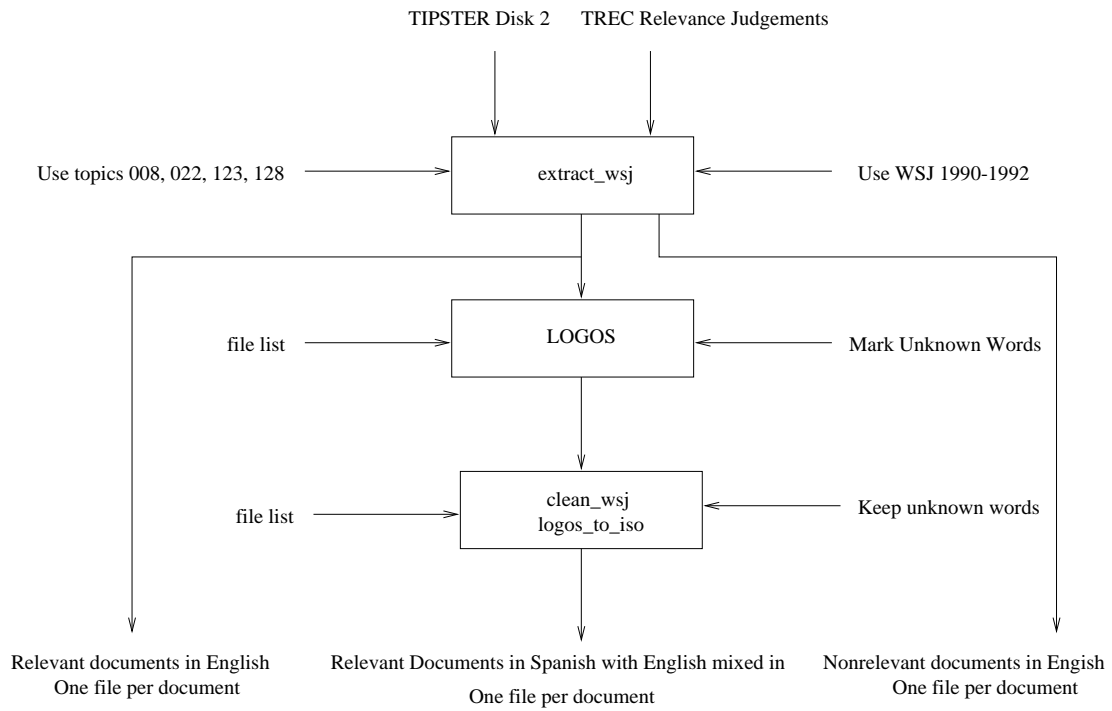 TIPSTER Disk 2
TREC Relevance Judgements
Use topics 008, 022, 123, 128
extract_wsj
Use WSJ 1990-1992
file list
LOGOS
Mark Unknown Words
file list
clean_wsj
logos_to_iso
Keep unknown words
Relevant documents in English
One file per document
Relevant Documents in Spanish with English mixed in
One file per document
Nonrelevant documents in Engish
One file per document